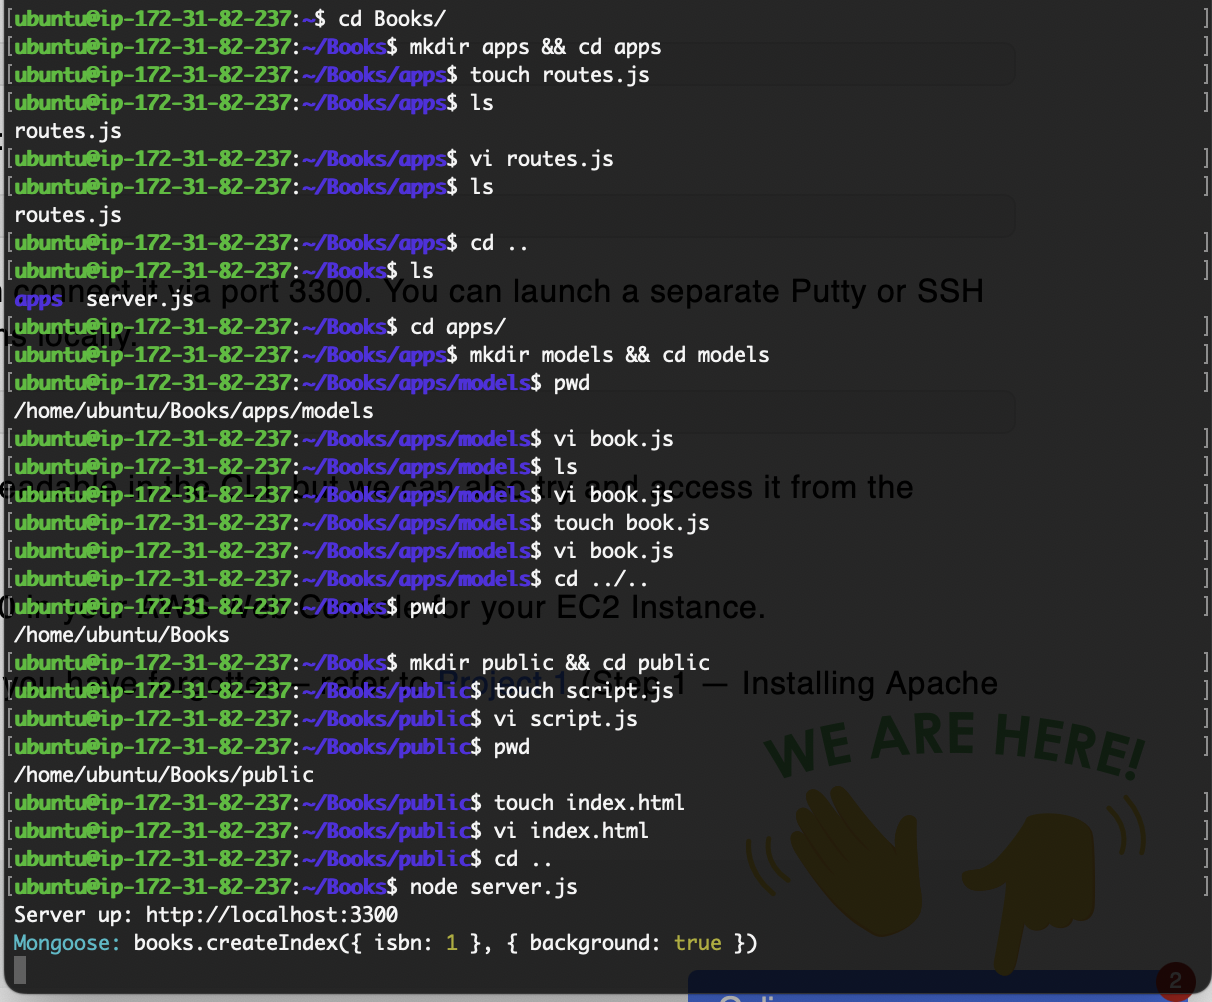 ubuntu@ip-172-31-82-237:~$ cd Books/
ubuntu@ip-172-31-82-237:~/Books$ mkdir apps && cd apps
ubuntu@ip-172-31-82-237:~/Books/apps$ touch routes.js
ubuntu@ip-172-31-82-237:~/Books/apps$ ls
routes.js
ubuntu@ip-172-31-82-237:~/Books/apps$ vi routes.js
ubuntu@ip-172-31-82-237:~/Books/apps$ ls
routes.js
ubuntu@ip-172-31-82-237:~/Books/apps$ cd ..
ubuntu@ip-172-31-82-237:~/Books$ ls
connect it via port 3300. You can launch a separate Putty or SSH
apps  server.js
ubuntu@ip-172-31-82-237:~/Books$ cd apps/
locally.
ubuntu@ip-172-31-82-237:~/Books/apps$ mkdir models && cd models
ubuntu@ip-172-31-82-237:~/Books/apps/models$ pwd
/home/ubuntu/Books/apps/models
ubuntu@ip-172-31-82-237:~/Books/apps/models$ vi book.js
ubuntu@ip-172-31-82-237:~/Books/apps/models$ ls
in the CLI, but we can also try and access it from the
ubuntu@ip-172-31-82-237:~/Books/apps/models$ vi book.js
ubuntu@ip-172-31-82-237:~/Books/apps/models$ touch book.js
ubuntu@ip-172-31-82-237:~/Books/apps/models$ vi book.js
ubuntu@ip-172-31-82-237:~/Books/apps/models$ cd ../..
ubuntu@ip-172-31-82-237:~/Books$ pwd
in your AWS Web Console for your EC2 Instance.
/home/ubuntu/Books
ubuntu@ip-172-31-82-237:~/Books$ mkdir public && cd public
you have forgotten – refer to Project 1 (Step 1 — Installing Apache
ubuntu@ip-172-31-82-237:~/Books/public$ touch script.js
ubuntu@ip-172-31-82-237:~/Books/public$ vi script.js
ubuntu@ip-172-31-82-237:~/Books/public$ pwd
WE ARE HERE!
/home/ubuntu/Books/public
ubuntu@ip-172-31-82-237:~/Books/public$ touch index.html
ubuntu@ip-172-31-82-237:~/Books/public$ vi index.html
ubuntu@ip-172-31-82-237:~/Books/public$ cd ..
ubuntu@ip-172-31-82-237:~/Books$ node server.js
Server up: http://localhost:3300
Mongoose: books.createIndex({ isbn: 1 }, { background: true })
2